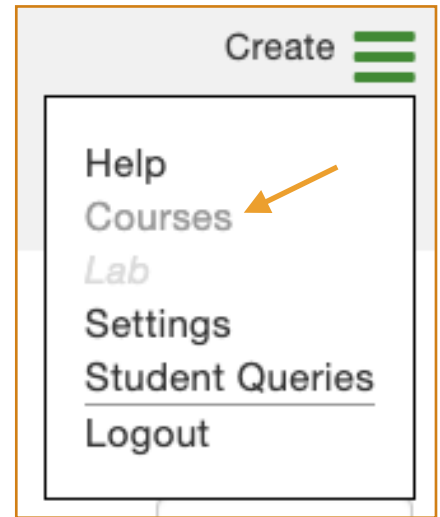 Create
Help
Courses
Lab
Settings
Student Queries
Logout